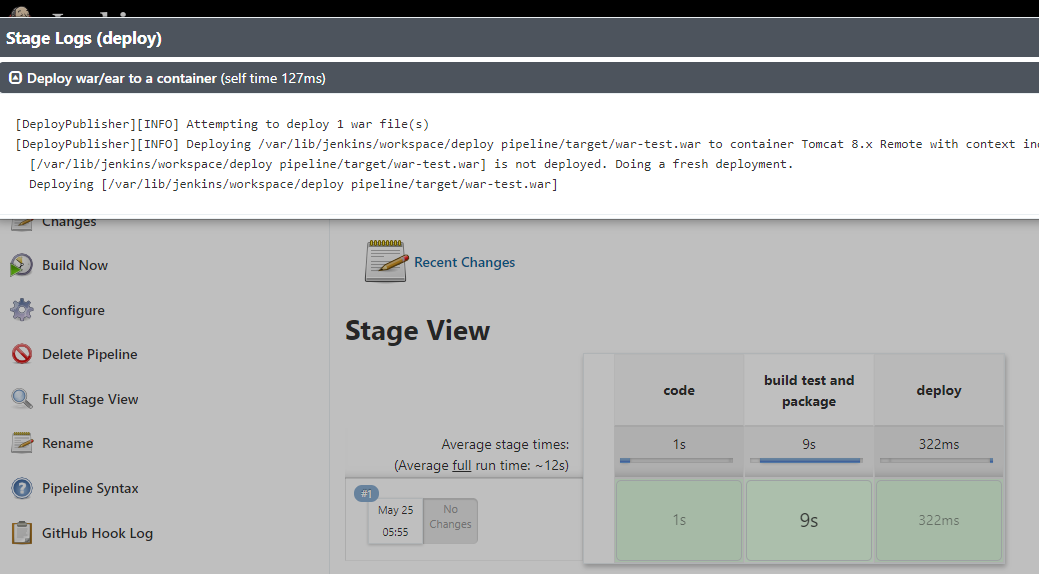 Stage Logs (deploy)
Deploy war/ear to a container (self time 127ms)
[DeployPublisher][INFO] Attempting to deploy 1 war file(s)
[DeployPublisher][INFO] Deploying /var/lib/jenkins/workspace/deploy pipeline/target/war-test.war to container Tomcat 8.x Remote with context
[/var/lib/jenkins/workspace/deploy pipeline/target/war-test.war] is not deployed. Doing a fresh deployment.
Deploying [/var/lib/jenkins/workspace/deploy pipeline/target/war-test.war]
Changes
Build Now
Configure
Delete Pipeline
Full Stage View
Rename
Pipeline Syntax
GitHub Hook Log
Recent Changes
Stage View
code
build test and
package
deploy
Average stage times:
(Average full run time: ~12s)
1s
9s
322ms
#1
May 25
05:55
No
Changes
1s
9s
322ms